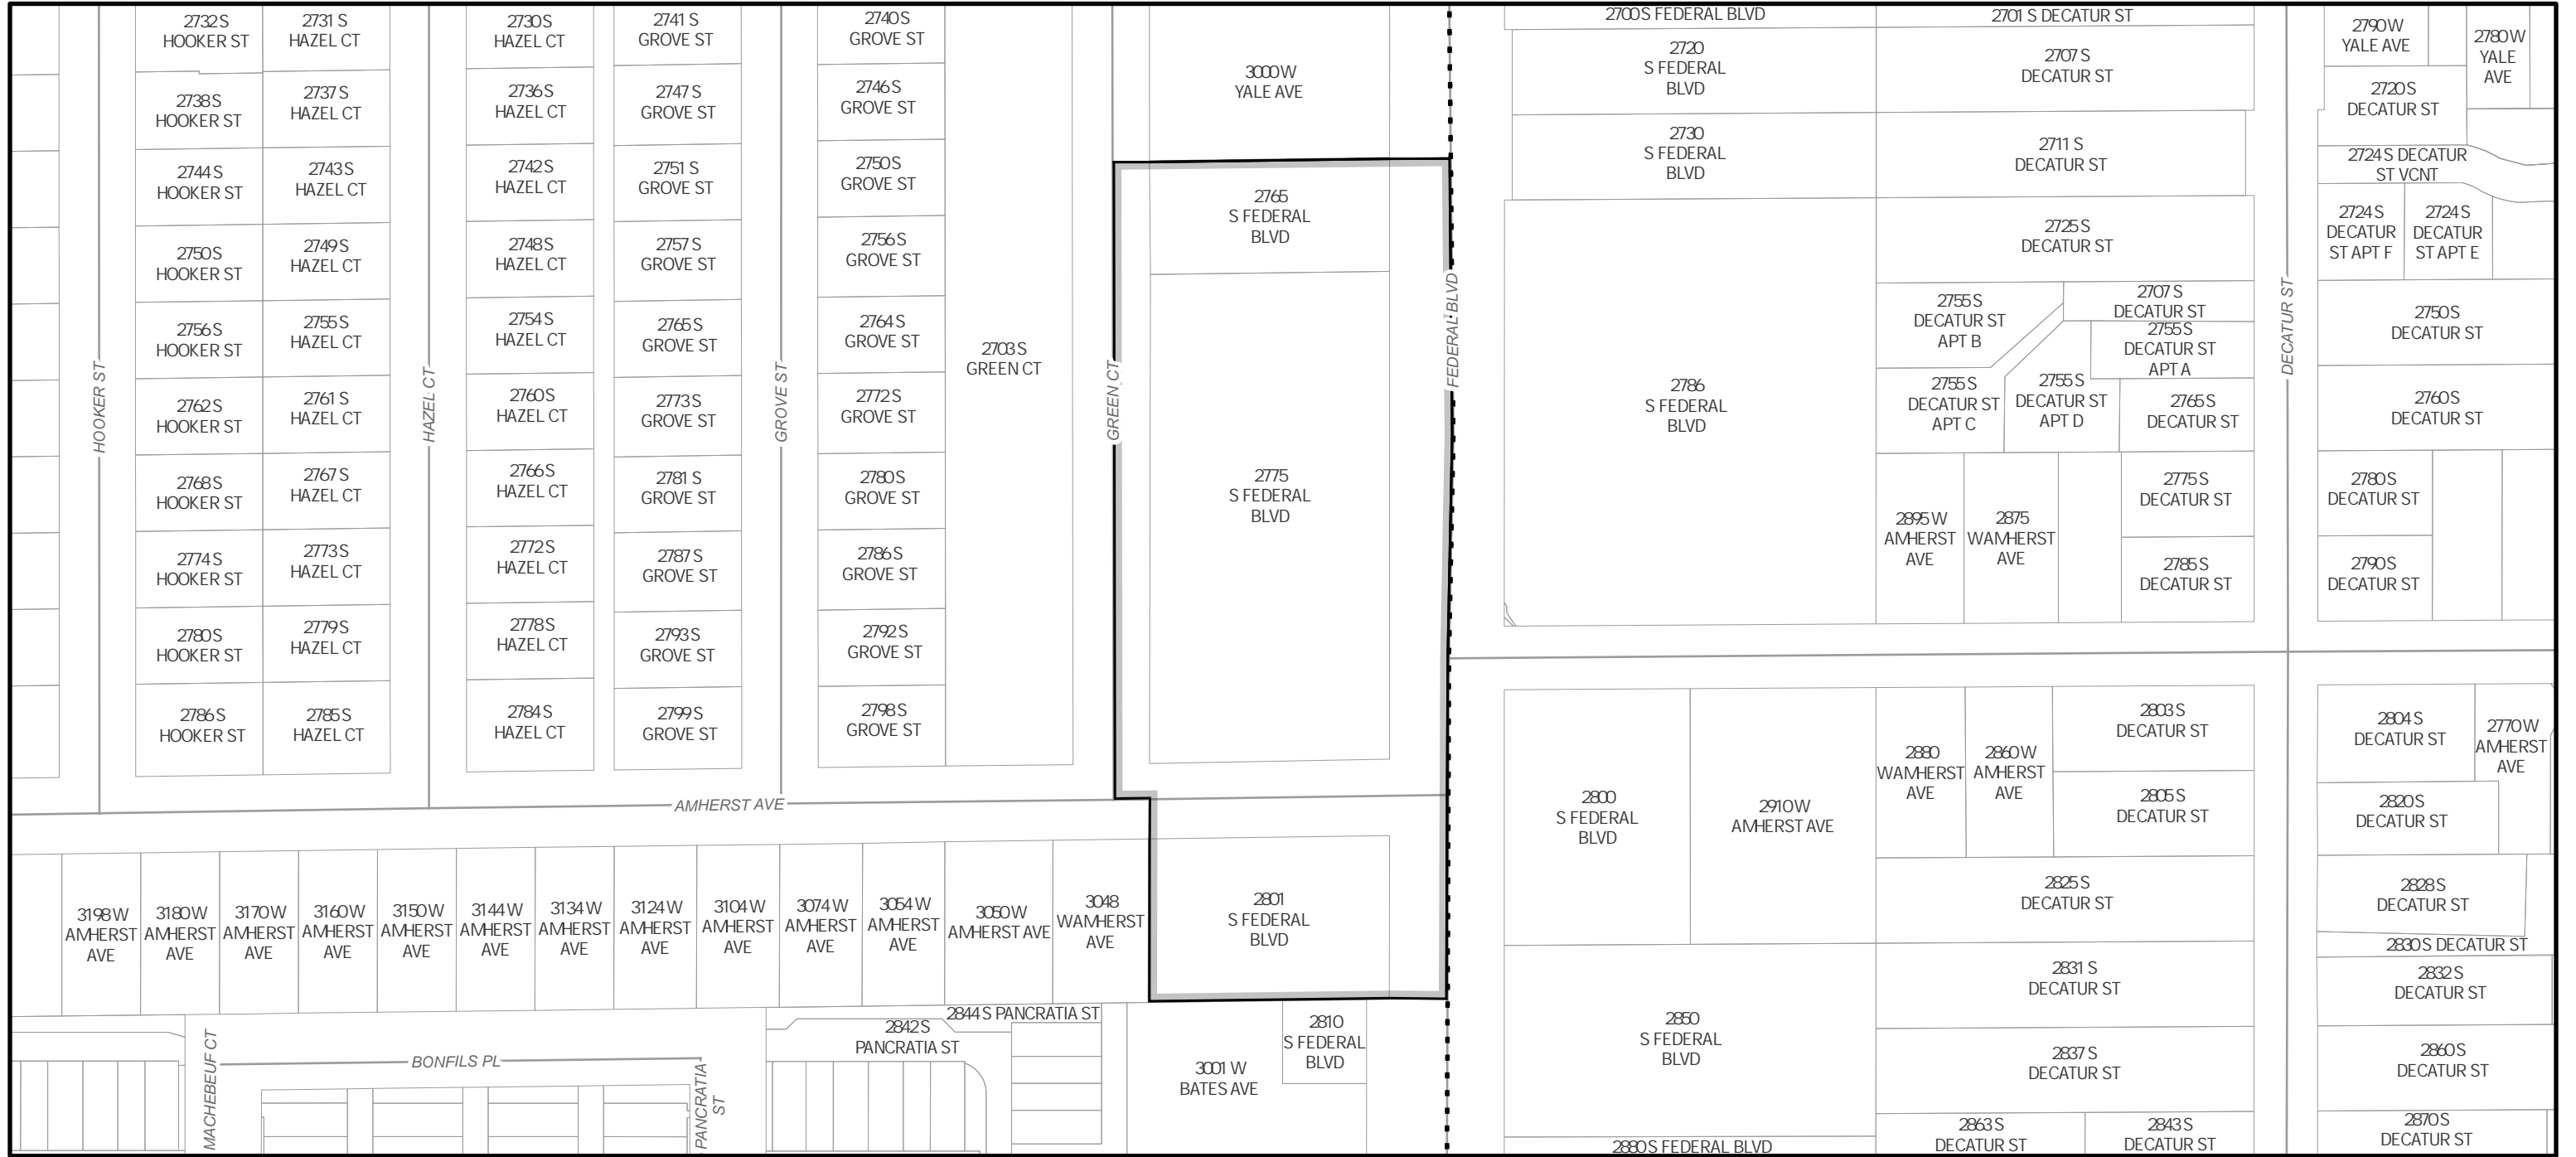 2732 S
HOOKER ST
2738 S
HOOKER ST
2744 S
HOOKER ST
2750 S
HOOKER ST
2756 S
HOOKER ST
2762 S
HOOKER ST
2768 S
HOOKER ST
2774 S
HOOKER ST
2780 S
HOOKER ST
2786 S
HOOKER ST
2731 S
HAZEL CT
2737 S
HAZEL CT
2743 S
HAZEL CT
2749 S
HAZEL CT
2755 S
HAZEL CT
2761 S
HAZEL CT
2767 S
HAZEL CT
2773 S
HAZEL CT
2779 S
HAZEL CT
2785 S
HAZEL CT
2730 S
HAZEL CT
2736 S
HAZEL CT
2742 S
HAZEL CT
2748 S
HAZEL CT
2754 S
HAZEL CT
2760 S
HAZEL CT
2766 S
HAZEL CT
2772 S
HAZEL CT
2778 S
HAZEL CT
2784 S
HAZEL CT
2741 S
GROVE ST
2747 S
GROVE ST
2751 S
GROVE ST
2757 S
GROVE ST
2765 S
GROVE ST
2773 S
GROVE ST
2781 S
GROVE ST
2787 S
GROVE ST
2793 S
GROVE ST
2799 S
GROVE ST
2740 S
GROVE ST
2746 S
GROVE ST
2750 S
GROVE ST
2756 S
GROVE ST
2764 S
GROVE ST
2772 S
GROVE ST
2780 S
GROVE ST
2786 S
GROVE ST
2792 S
GROVE ST
2798 S
GROVE ST
2703 S
GREEN CT
HOOKER ST
HAZEL CT
GROVE ST
GREEN CT
FEDERAL BLVD
DECATUR ST
AMHERST AVE
3000 W
YALE AVE
2765
S FEDERAL
BLVD
2775
S FEDERAL
BLVD
2801
S FEDERAL
BLVD
2700 S FEDERAL BLVD
2720
S FEDERAL
BLVD
2730
S FEDERAL
BLVD
2786
S FEDERAL
BLVD
2701 S DECATUR ST
2707 S
DECATUR ST
2711 S
DECATUR ST
2725 S
DECATUR ST
2755 S
DECATUR ST
APT B
2707 S
DECATUR ST
2755 S
DECATUR ST
APT A
2755 S
DECATUR ST
APT C
2755 S
DECATUR ST
APT D
2765 S
DECATUR ST
2895 W
AMHERST
AVE
2875
W AMHERST
AVE
2775 S
DECATUR ST
2785 S
DECATUR ST
2790 W
YALE AVE
2780 W
YALE
AVE
2720 S
DECATUR ST
2724 S DECATUR
ST VCNT
2724 S
DECATUR
ST APT F
2724 S
DECATUR
ST APT E
2750 S
DECATUR ST
2760 S
DECATUR ST
2780 S
DECATUR ST
2790 S
DECATUR ST
2800
S FEDERAL
BLVD
2910 W
AMHERST AVE
2880
W AMHERST
AVE
2860 W
AMHERST
AVE
2803 S
DECATUR ST
2805 S
DECATUR ST
2825 S
DECATUR ST
2831 S
DECATUR ST
2837 S
DECATUR ST
2863 S
DECATUR ST
2843 S
DECATUR ST
2850
S FEDERAL
BLVD
2880 S FEDERAL BLVD
2804 S
DECATUR ST
2770 W
AMHERST
AVE
2820 S
DECATUR ST
2828 S
DECATUR ST
2830 S DECATUR ST
2832 S
DECATUR ST
2860 S
DECATUR ST
2870 S
DECATUR ST
3198 W
AMHERST
AVE
3180 W
AMHERST
AVE
3170 W
AMHERST
AVE
3160 W
AMHERST
AVE
3150 W
AMHERST
AVE
3144 W
AMHERST
AVE
3134 W
AMHERST
AVE
3124 W
AMHERST
AVE
3104 W
AMHERST
AVE
3074 W
AMHERST
AVE
3054 W
AMHERST
AVE
3050 W
AMHERST AVE
3048
W AMHERST
AVE
2844 S PANCRATIA ST
2842 S
PANCRATIA ST
3001 W
BATES AVE
2810
S FEDERAL
BLVD
MACHEBEUF CT
BONFILS PL
PANCRATIA
ST